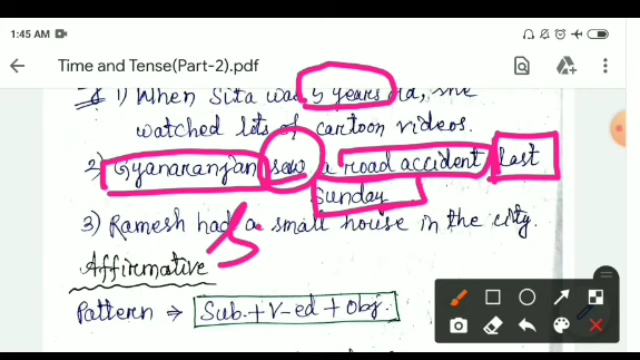 1:45 AM
Time and Tense(Part-2).pdf
1) When Sita was 5 years old, she
watched lots of cartoon videos.
2) Gyanaranjan saw a road accident last
Sunday
3) Ramesh had a small house in the city.
Affirmative
Pattern → Sub.+V-ed+Obj.